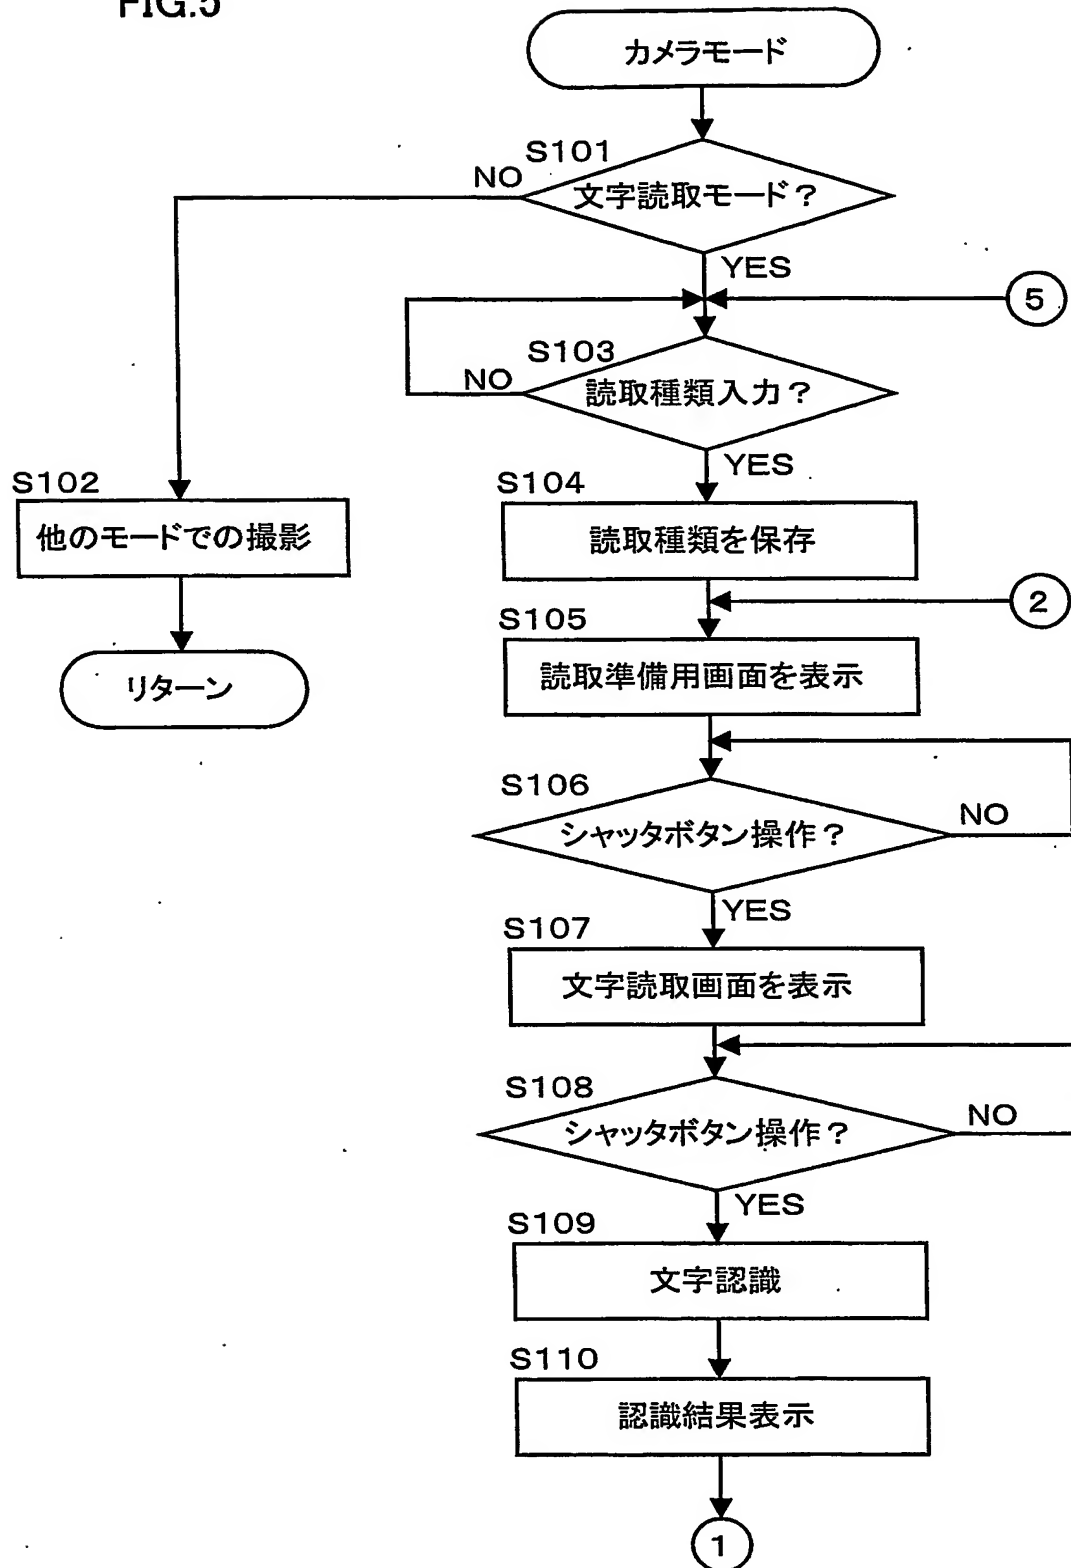 FIG.5
カメラモード
S101
NO
文字読取モード?
YES
5
S103
NO
読取種類入力?
YES
S102
他のモードでの撮影
S104
読取種類を保存
2
リターン
S105
読取準備用画面を表示
S106
シャッタボタン操作?
NO
YES
S107
文字読取画面を表示
S108
シャッタボタン操作?
NO
YES
S109
文字認識
S110
認識結果表示
1